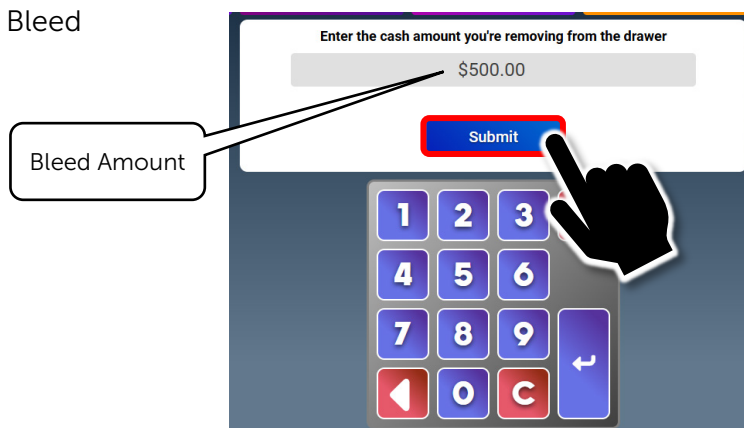 Bleed
Enter the cash amount you're removing from the drawer
$500.00
Submit
Bleed Amount
1 2 3
4 5 6
7 8 9
0 C